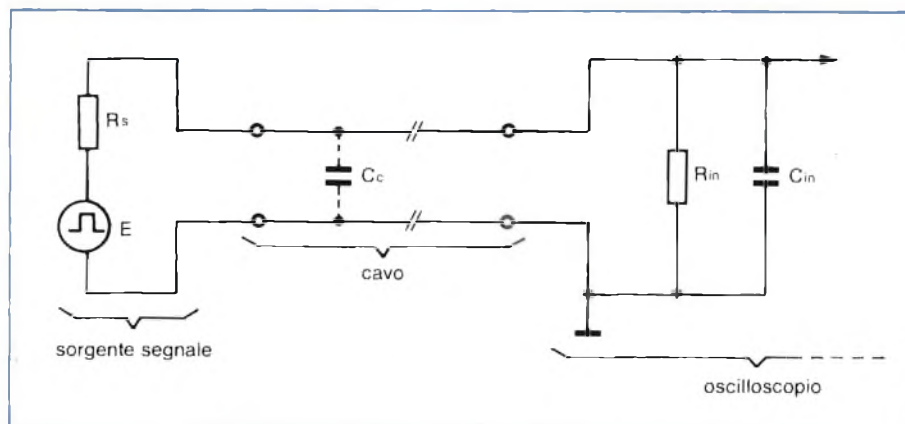 Rs
E
Cc
Rin
Cin
cavo
sorgente segnale
oscilloscopio